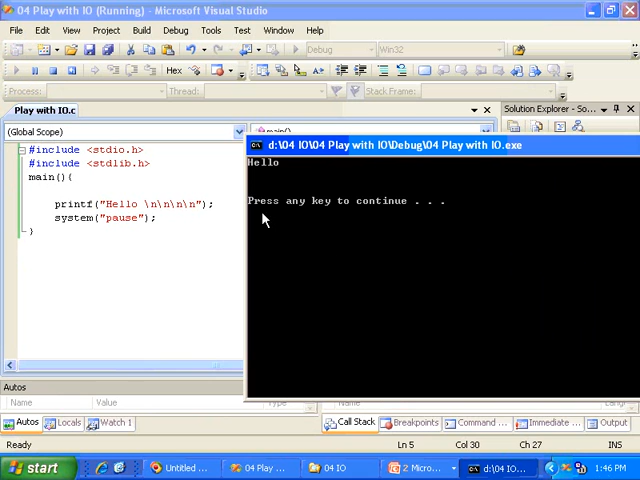 04 Play with IO (Running) - Microsoft Visual Studio
File Edit View Project Build Debug Tools Test Window Help
Debug Win32
Hex
Process: Thread: Stack Frame:
Play with IO.c
Solution Explorer - ...
(Global Scope) main()
d:\04 IO\04 Play with IO\Debug\04 Play with IO.exe
#include <stdio.h>
#include <stdlib.h>
main(){
printf("Hello \n\n\n\n");
system("pause");
}
Hello
Press any key to continue . . .
Autos
Name Value Name
Autos Locals Watch 1 Call Stack Breakpoints Command ... Immediate ... Output
Ready Ln 5 Col 30 Ch 27 INS
start Untitled ... 04 Play ... 04 IO 2 Micro... d:\04 IO... 1:46 PM